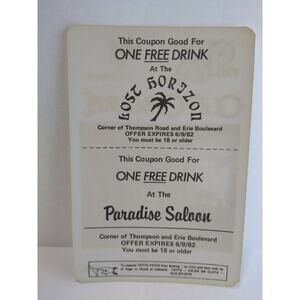 This Coupon Good For
ONE FREE DRINK
At The
LOST HORIZON
Corner of Thompson Road and Erie Boulevard
OFFER EXPIRES 6/9/82
You must be 18 or older
This Coupon Good For
ONE FREE DRINK
At the
Paradise Saloon
Corner of Thompson and Erie Boulevard
OFFER EXPIRES 6/9/82
You must be 18 or older